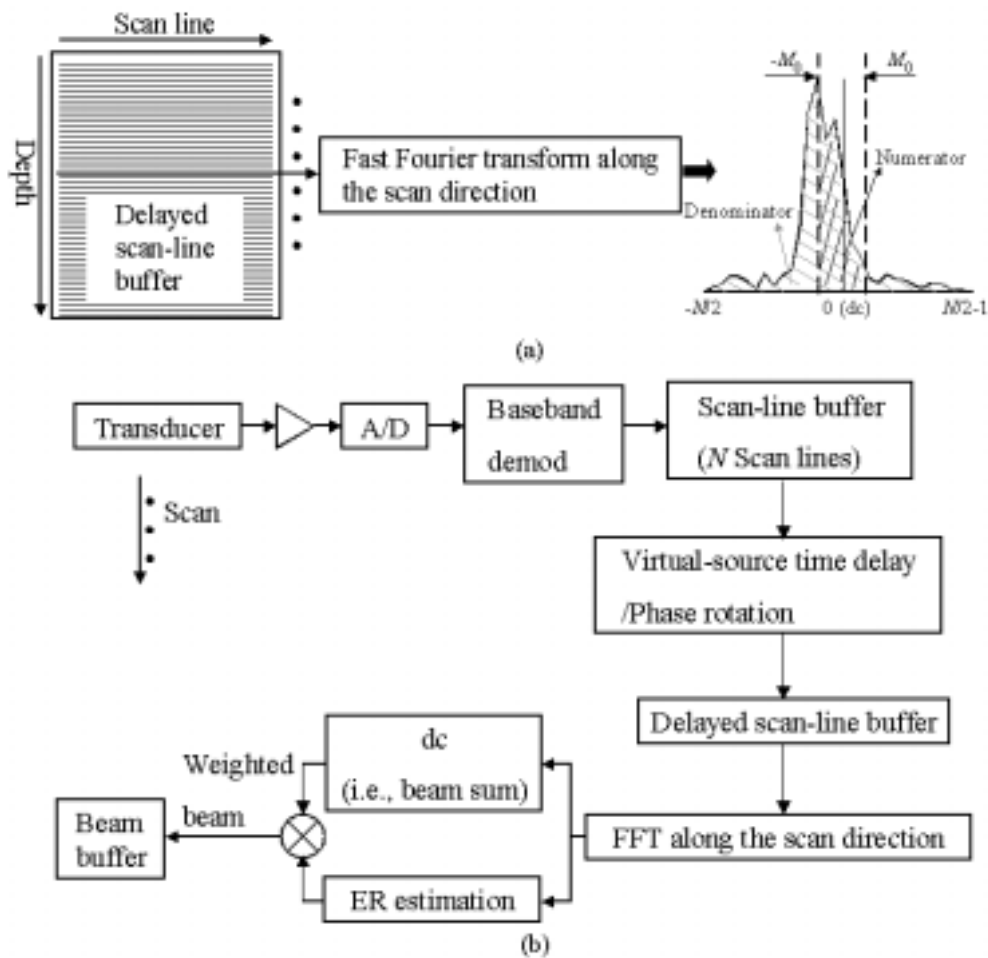 Scan line
Depth
Delayed
scan-line
buffer
Fast Fourier transform along
the scan direction
-M₀
M₀
Numerator
Denominator
-N/2
0 (dc)
N/2-1
(a)
Transducer
A/D
Baseband
demod
Scan-line buffer
(N Scan lines)
Scan
Virtual-source time delay
/Phase rotation
Delayed scan-line buffer
dc
(i.e., beam sum)
Weighted
beam
Beam
buffer
FFT along the scan direction
ER estimation
(b)